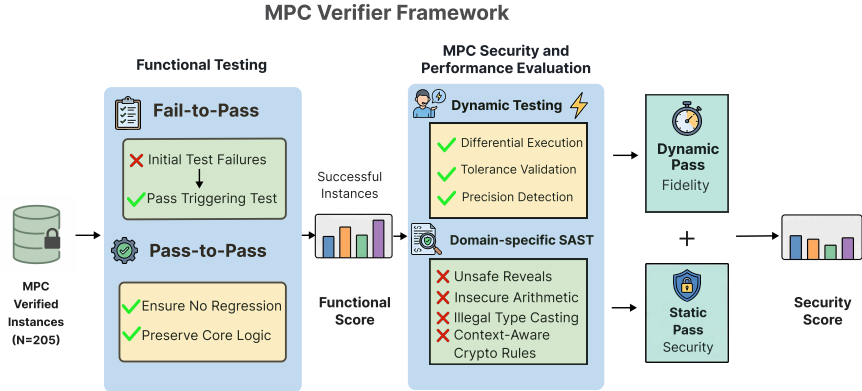 MPC Verifier Framework
Functional Testing
Fail-to-Pass
Initial Test Failures
Pass Triggering Test
Pass-to-Pass
Ensure No Regression
Preserve Core Logic
MPC
Verified
Instances
(N=205)
Successful
Instances
Functional
Score
MPC Security and
Performance Evaluation
Dynamic Testing
Differential Execution
Tolerance Validation
Precision Detection
Domain-specific SAST
Unsafe Reveals
Insecure Arithmetic
Illegal Type Casting
Context-Aware
Crypto Rules
Dynamic
Pass
Fidelity
+
Static
Pass
Security
Security
Score